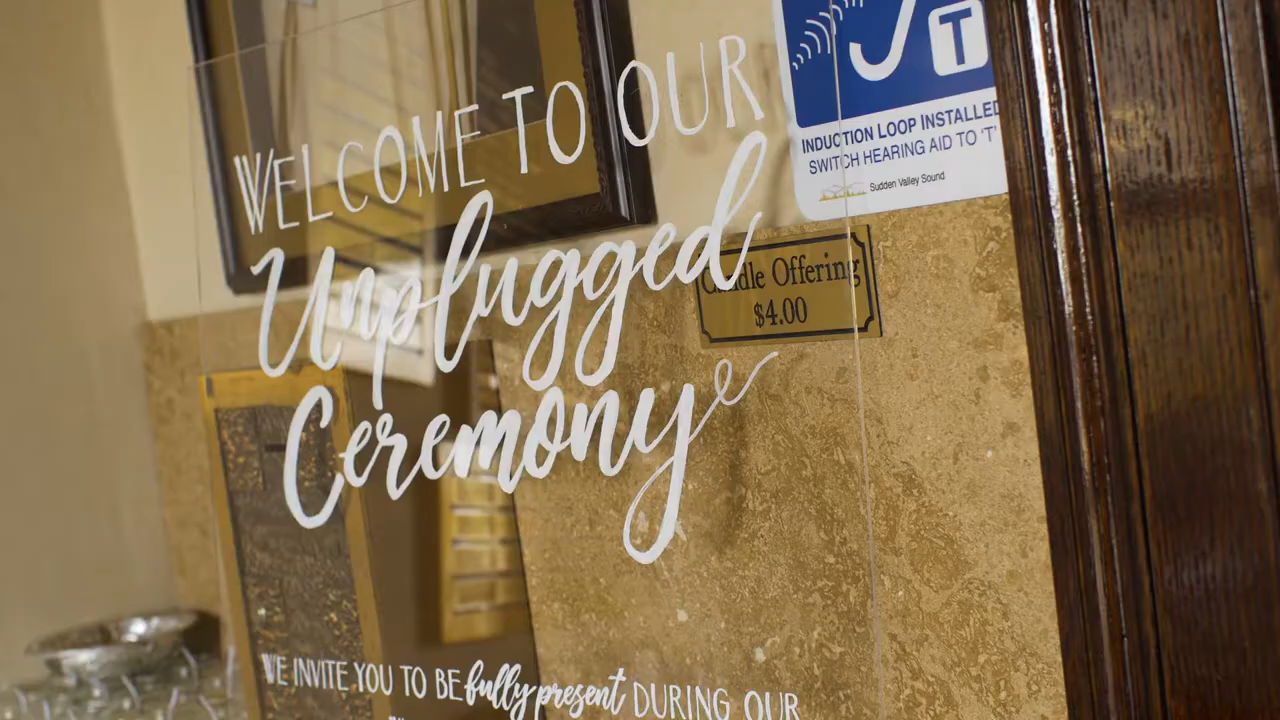 WELCOME TO OUR
Unplugged
Ceremony
WE INVITE YOU TO BE fully present DURING OUR
T
INDUCTION LOOP INSTALLED
SWITCH HEARING AID TO 'T'
Sudden Valley Sound
Candle Offering
$4.00